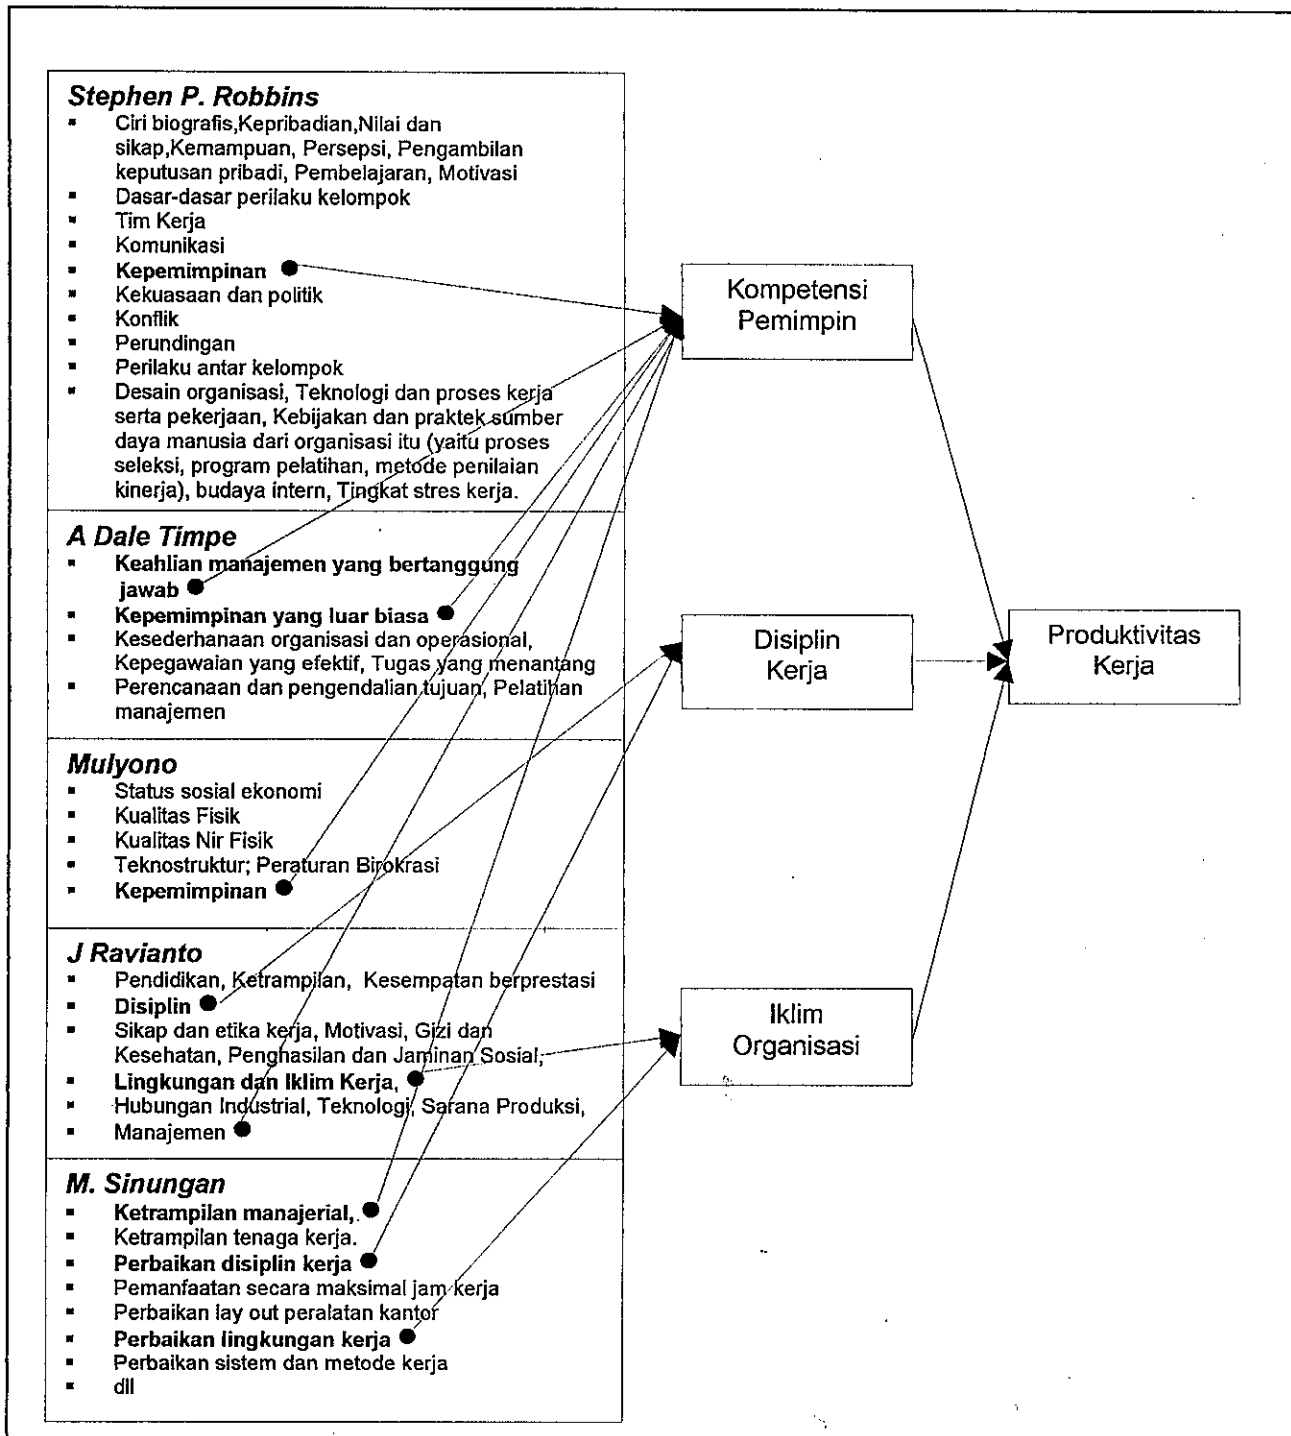 Stephen P. Robbins
▪ Ciri biografis,Kepribadian,Nilai dan
sikap,Kemampuan, Persepsi, Pengambilan
keputusan pribadi, Pembelajaran, Motivasi
▪ Dasar-dasar perilaku kelompok
▪ Tim Kerja
▪ Komunikasi
▪ Kepemimpinan
▪ Kekuasaan dan politik
▪ Konflik
▪ Perundingan
▪ Perilaku antar kelompok
▪ Desain organisasi, Teknologi dan proses kerja
serta pekerjaan, Kebijakan dan praktek sumber
daya manusia dari organisasi itu (yaitu proses
seleksi, program pelatihan, metode penilaian
kinerja), budaya intern, Tingkat stres kerja.
A Dale Timpe
▪ Keahlian manajemen yang bertanggung
jawab
▪ Kepemimpinan yang luar biasa
▪ Kesederhanaan organisasi dan operasional,
Kepegawaian yang efektif, Tugas yang menantang
▪ Perencanaan dan pengendalian tujuan, Pelatihan
manajemen
Mulyono
▪ Status sosial ekonomi
▪ Kualitas Fisik
▪ Kualitas Nir Fisik
▪ Teknostruktur; Peraturan Birokrasi
▪ Kepemimpinan
J Ravianto
▪ Pendidikan, Ketrampilan, Kesempatan berprestasi
▪ Disiplin
▪ Sikap dan etika kerja, Motivasi, Gizi dan
Kesehatan, Penghasilan dan Jaminan Sosial,
▪ Lingkungan dan Iklim Kerja,
▪ Hubungan Industrial, Teknologi, Sarana Produksi,
▪ Manajemen
M. Sinungan
▪ Ketrampilan manajerial,.
▪ Ketrampilan tenaga kerja.
▪ Perbaikan disiplin kerja
▪ Pemanfaatan secara maksimal jam kerja
▪ Perbaikan lay out peralatan kantor
▪ Perbaikan lingkungan kerja
▪ Perbaikan sistem dan metode kerja
▪ dll
Kompetensi
Pemimpin
Disiplin
Kerja
Iklim
Organisasi
Produktivitas
Kerja